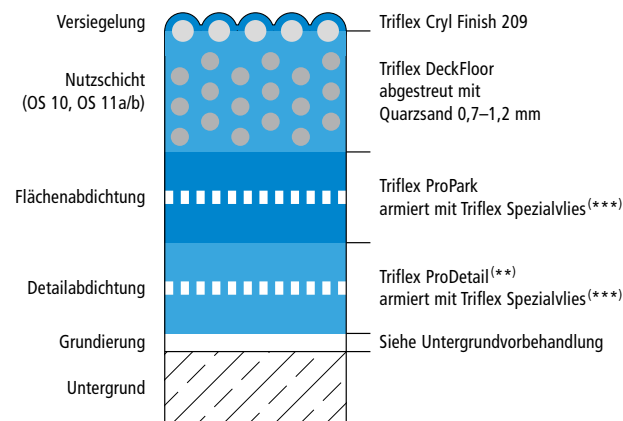 Versiegelung
Triflex Cryl Finish 209
Nutzschicht
(OS 10, OS 11a/b)
Triflex DeckFloor
abgestreut mit
Quarzsand 0,7–1,2 mm
Flächenabdichtung
Triflex ProPark
armiert mit Triflex Spezialvlies(***)
Detailabdichtung
Triflex ProDetail(**)
armiert mit Triflex Spezialvlies(***)
Grundierung
Siehe Untergrundvorbehandlung
Untergrund